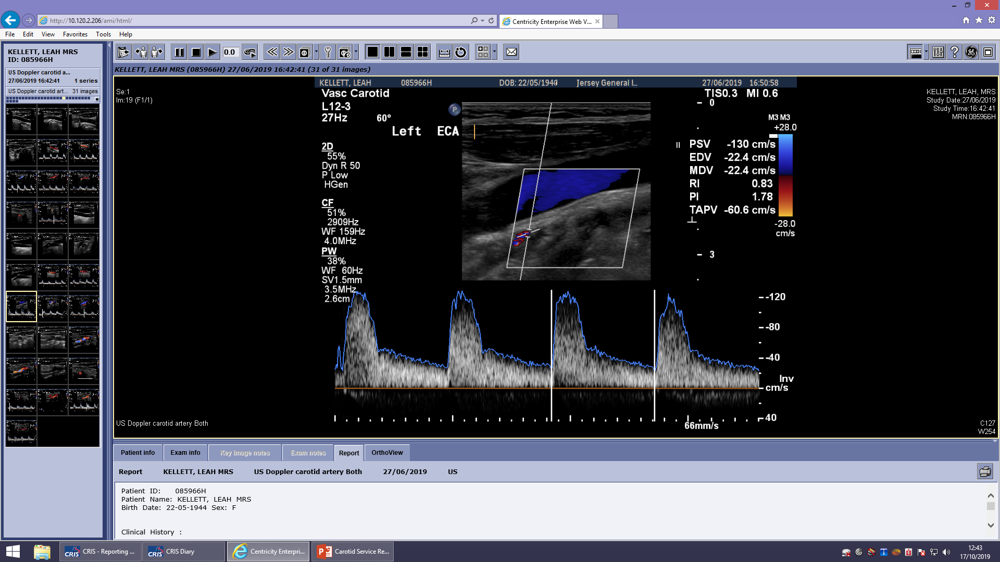 http://10.120.2.206/ami/html/
Centricity Enterprise Web V...
File Edit View Favorites Tools Help
KELLETT, LEAH MRS
ID: 085966H
US Doppler carotid a...
27/06/2019 16:42:41 1 series
US Doppler carotid art... 31 images
0.0
KELLETT, LEAH MRS (085966H) 27/06/2019 16:42:41 (31 of 31 images)
Se:1
Im:19 (F1/1)
KELLETT, LEAH, MRS
Study Date:27/06/2019
Study Time:16:42:41
MRN:085966H
KELLETT, LEAH 085966H DOB: 22/05/194 Jersey General 27/06/2019 16:50:58
Vasc Carotid
TIS0.3 MI 0.6
L12-3
27Hz 60°
P
Left ECA
2D
55%
Dyn R 50
P Low
HGen
CF
51%
2909Hz
WF 159Hz
4.0MHz
PW
38%
WF 60Hz
SV1.5mm
3.5MHz
2.6cm
0
3
M3 M3
+28.0
PSV -130 cm/s
EDV -22.4 cm/s
MDV -22.4 cm/s
RI 0.83
PI 1.78
TAPV -60.6 cm/s
-28.0
cm/s
-120
-80
-40
Inv
cm/s
40
66mm/s
US Doppler carotid artery Both
C127
W254
Patient info Exam info Key image notes Exam notes Report OrthoView
Report KELLETT, LEAH MRS US Doppler carotid artery Both 27/06/2019 US
Patient ID: 085966H
Patient Name: KELLETT, LEAH MRS
Birth Date: 22-05-1944 Sex: F
Clinical History :
CRIS - Reporting ...
CRIS Diary
Centricity Enterpri...
Carotid Service Re...
12:43
17/10/2019